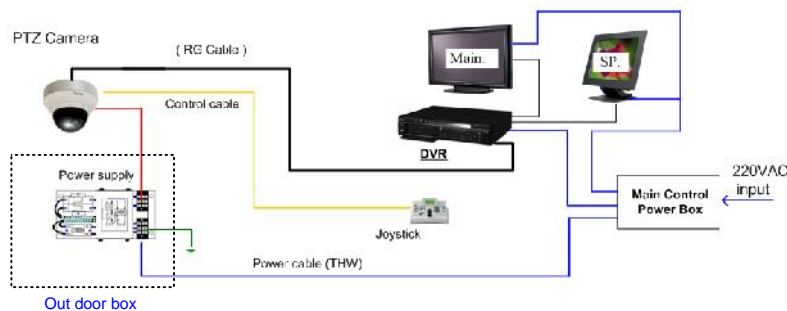 PTZ Camera
( RG Cable )
Main.
SP.
Control cable
DVR
Power supply
220VAC
input
Main Control
Power Box
Joystick
Power cable (THW)
Out door box